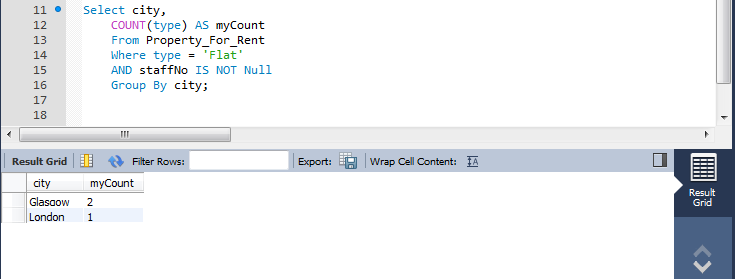 11 Select city,
12 COUNT(type) AS myCount
13 From Property_For_Rent
14 Where type = 'Flat'
15 AND staffNo IS NOT Null
16 Group By city;
17
18
Result Grid Filter Rows: Export: Wrap Cell Content: IA
city myCount
Glasgow 2
London 1
Result
Grid